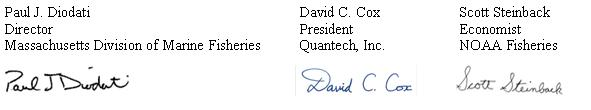 Paul J. Diodati
Director
Massachusetts Division of Marine Fisheries
David C. Cox
President
Quantech, Inc.
Scott Steinback
Economist
NOAA Fisheries
Paul J Diodati
David C. Cox
Scott Steinback